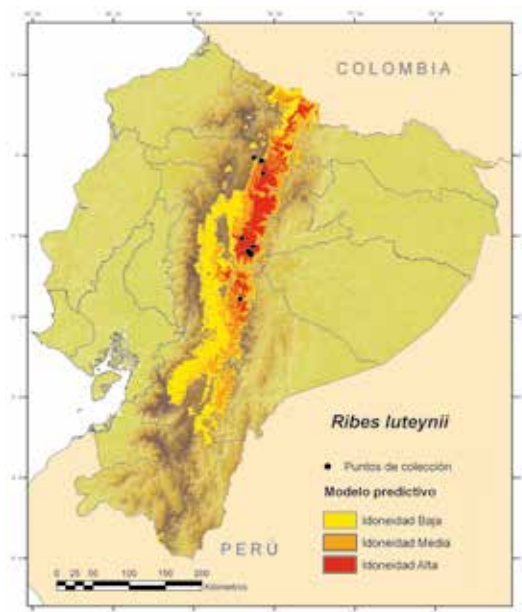 COLOMBIA
Ribes luteynii
Puntos de colección
Modelo predictivo
Idoneidad Baja
Idoneidad Media
Idoneidad Alta
PERÚ
0 25 50 100 150 200
Kilometros